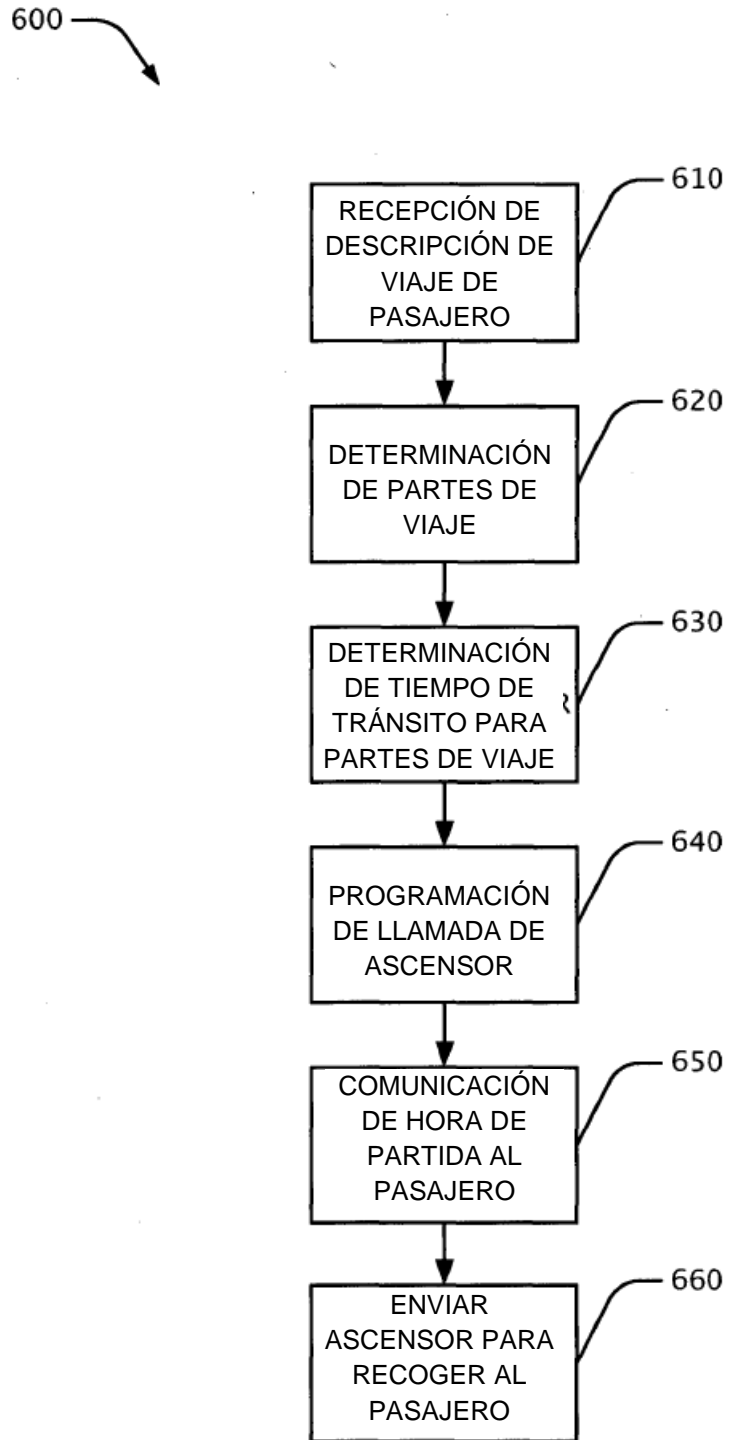 600
610
RECEPCIÓN DE
DESCRIPCIÓN DE
VIAJE DE
PASAJERO
620
DETERMINACIÓN
DE PARTES DE
VIAJE
630
DETERMINACIÓN
DE TIEMPO DE
TRÁNSITO PARA
PARTES DE VIAJE
640
PROGRAMACIÓN
DE LLAMADA DE
ASCENSOR
650
COMUNICACIÓN
DE HORA DE
PARTIDA AL
PASAJERO
660
ENVIAR
ASCENSOR PARA
RECOGER AL
PASAJERO